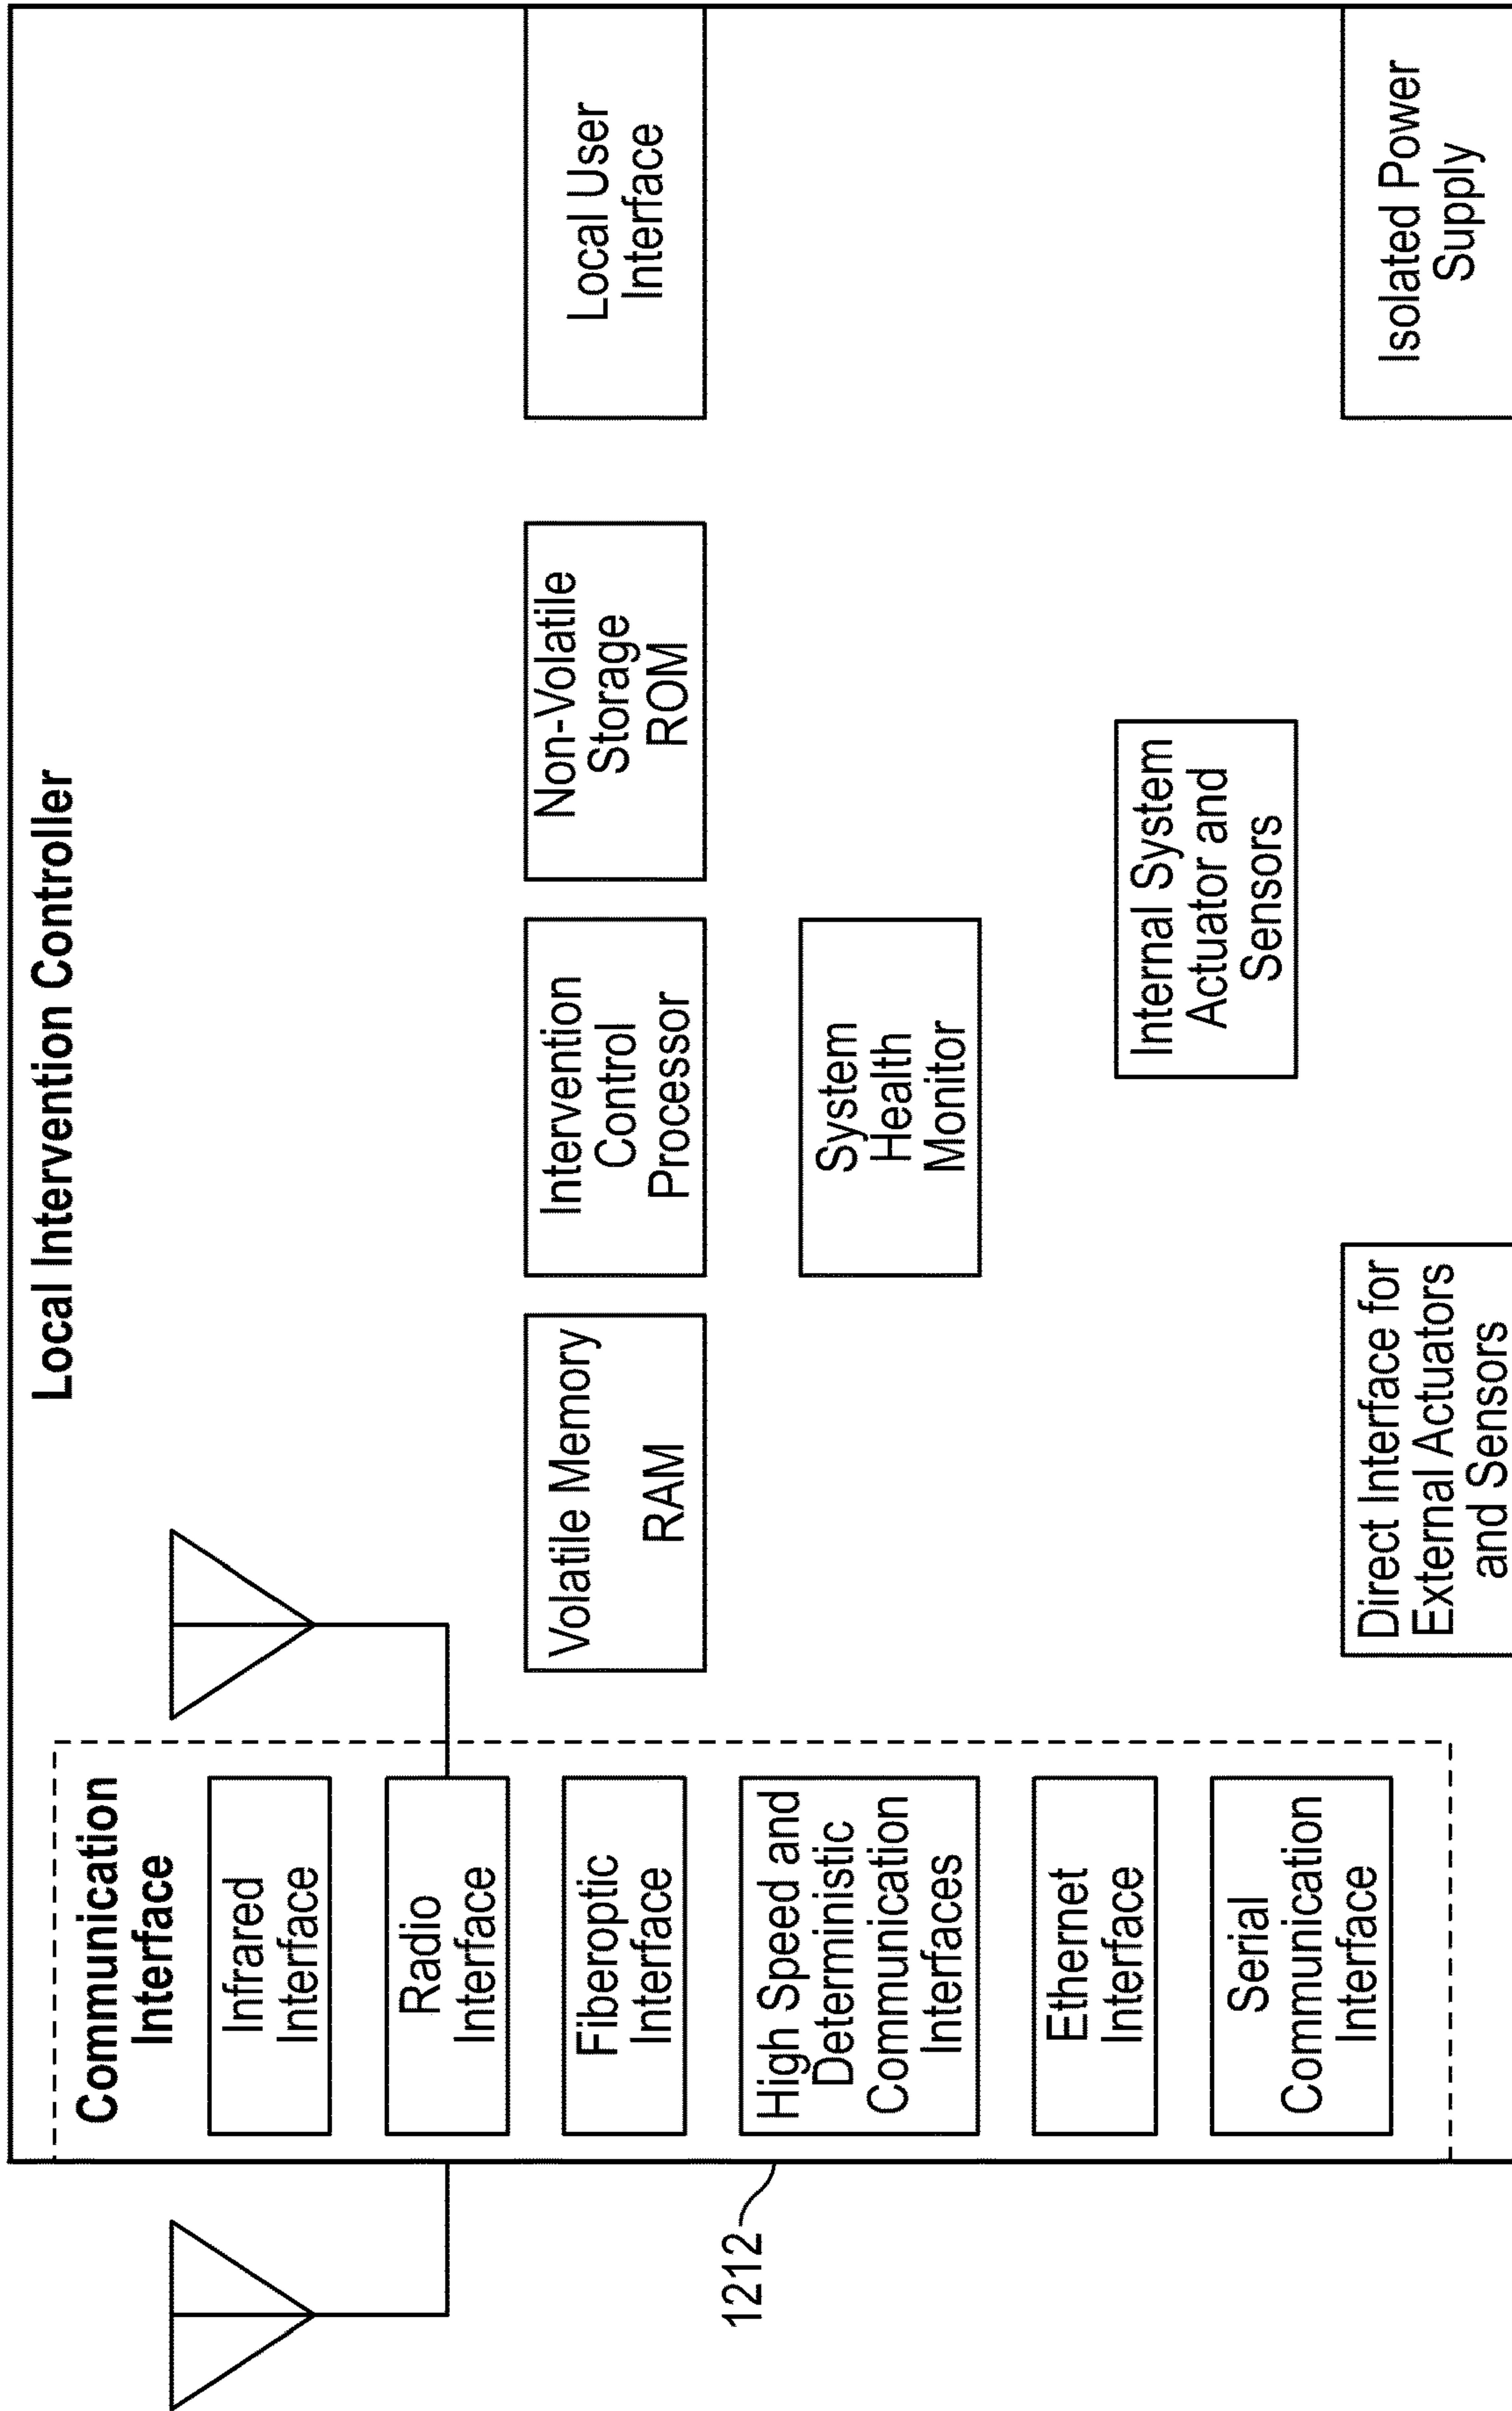 Local Intervention Controller
Communication
Interface
Infrared
Interface
Radio
Interface
Fiberoptic
Interface
High Speed and
Deterministic
Communication
Interfaces
Ethernet
Interface
Serial
Communication
Interface
1212
Volatile Memory
RAM
Intervention
Control
Processor
Non-Volatile
Storage
ROM
Local User
Interface
System
Health
Monitor
Internal System
Actuator and
Sensors
Direct Interface for
External Actuators
and Sensors
Isolated Power
Supply